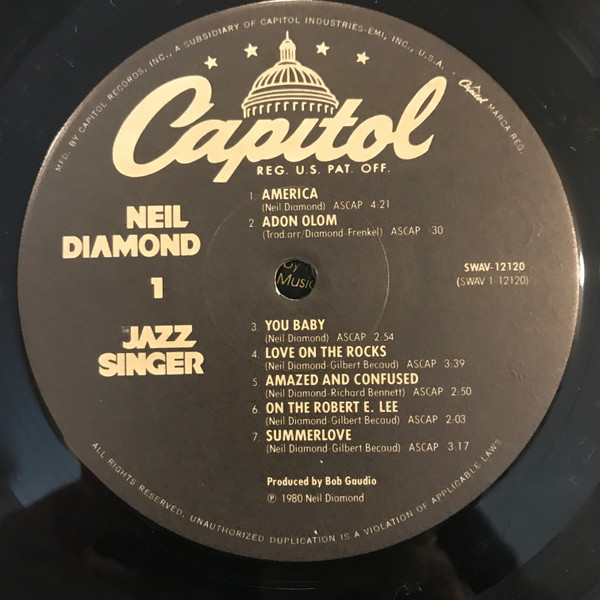 MFD. BY CAPITOL RECORDS, INC., A SUBSIDIARY OF CAPITOL INDUSTRIES-EMI, INC., U.S.A.
Capitol MARCA REG.
Capitol
REG. U.S. PAT. OFF.
NEIL
DIAMOND
1
JAZZ
SINGER
1. AMERICA
(Neil Diamond) ASCAP 4:21
2. ADON OLOM
(Trad.arr/Diamond-Frenkel) ASCAP :30
SWAV-12120
(SWAV 1-12120)
by
Music
3. YOU BABY
(Neil Diamond) ASCAP 2:54
4. LOVE ON THE ROCKS
(Neil Diamond-Gilbert Becaud) ASCAP 3:39
5. AMAZED AND CONFUSED
(Neil Diamond-Richard Bennett) ASCAP 2:50
6. ON THE ROBERT E. LEE
(Neil Diamond-Gilbert Becaud) ASCAP 2:03
7. SUMMERLOVE
(Neil Diamond-Gilbert Becaud) ASCAP 3:17
Produced by Bob Gaudio
℗ 1980 Neil Diamond
ALL RIGHTS RESERVED. UNAUTHORIZED DUPLICATION IS A VIOLATION OF APPLICABLE LAWS